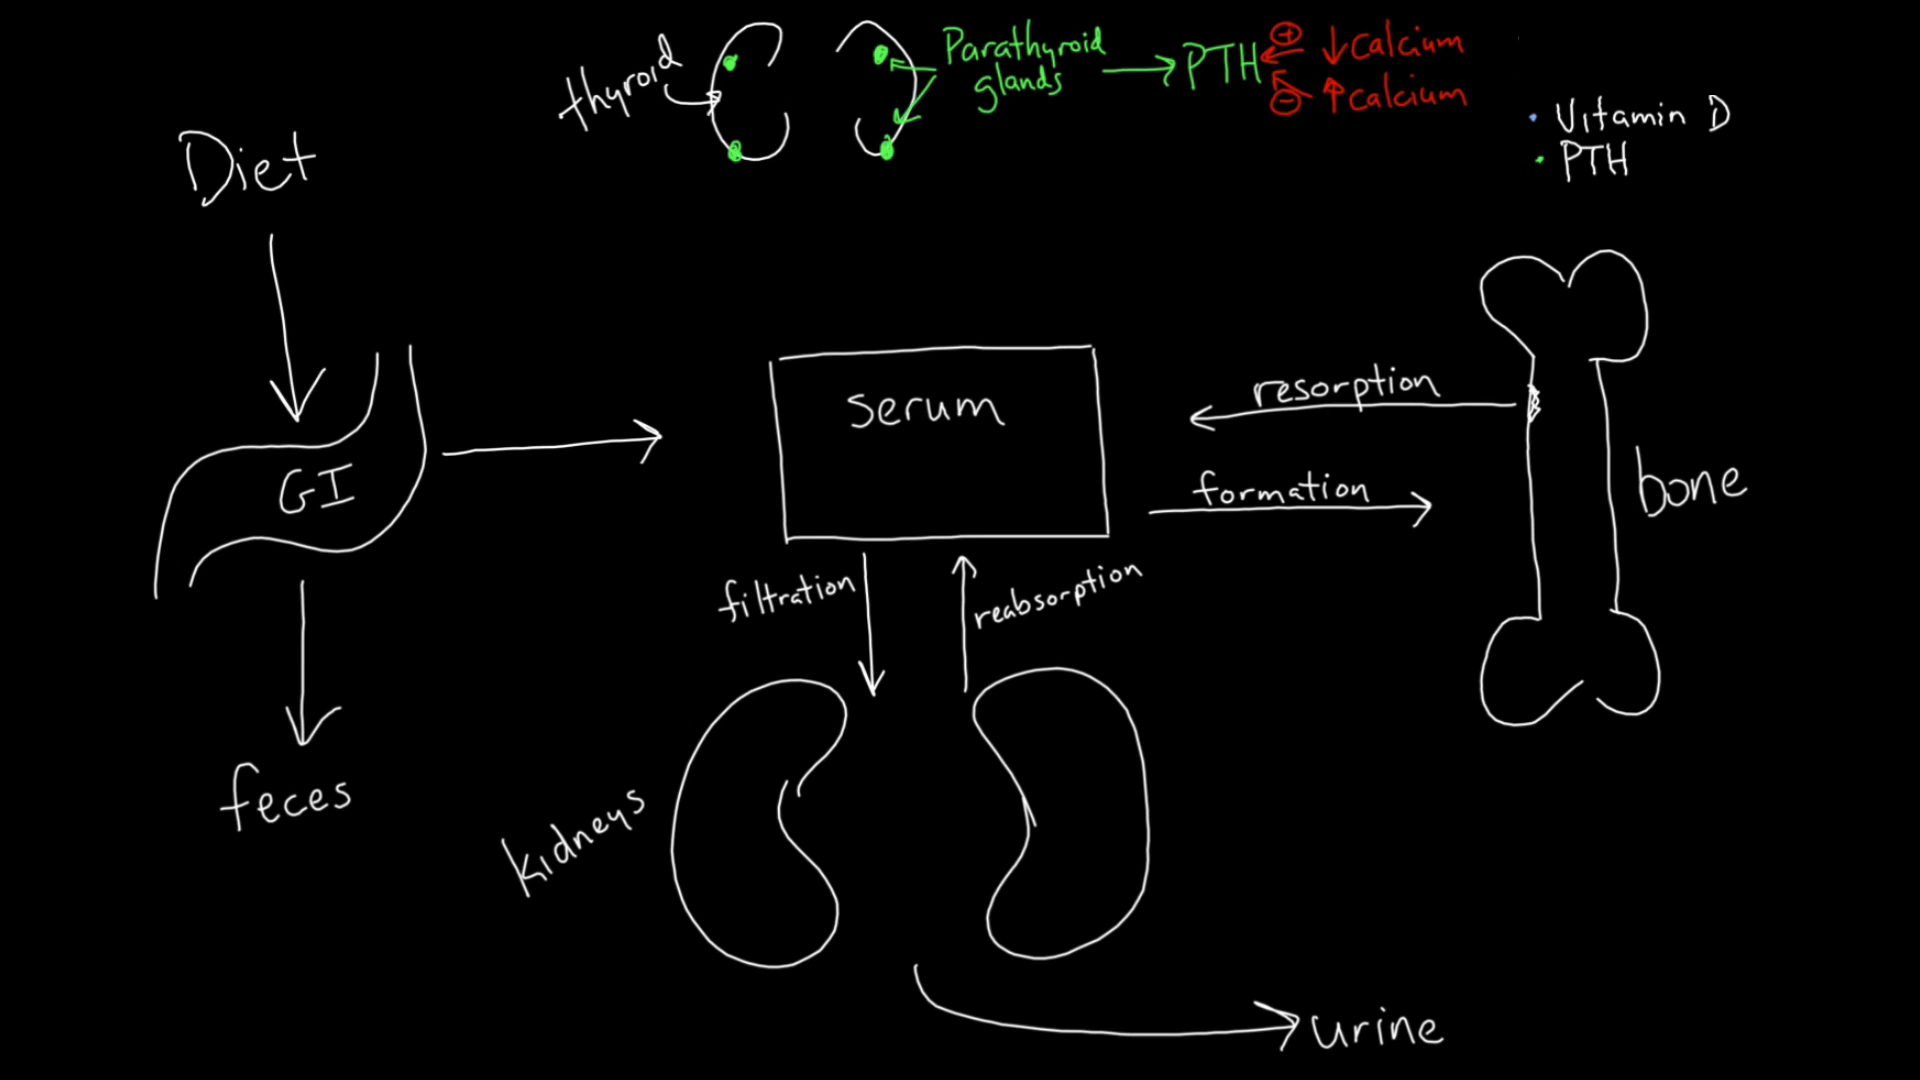 thyroid
Parathyroid
glands
PTH
+
↓ calcium
- ↑ calcium
• Vitamin D
• PTH
Diet
GI
feces
serum
resorption
formation
bone
filtration
reabsorption
kidneys
urine